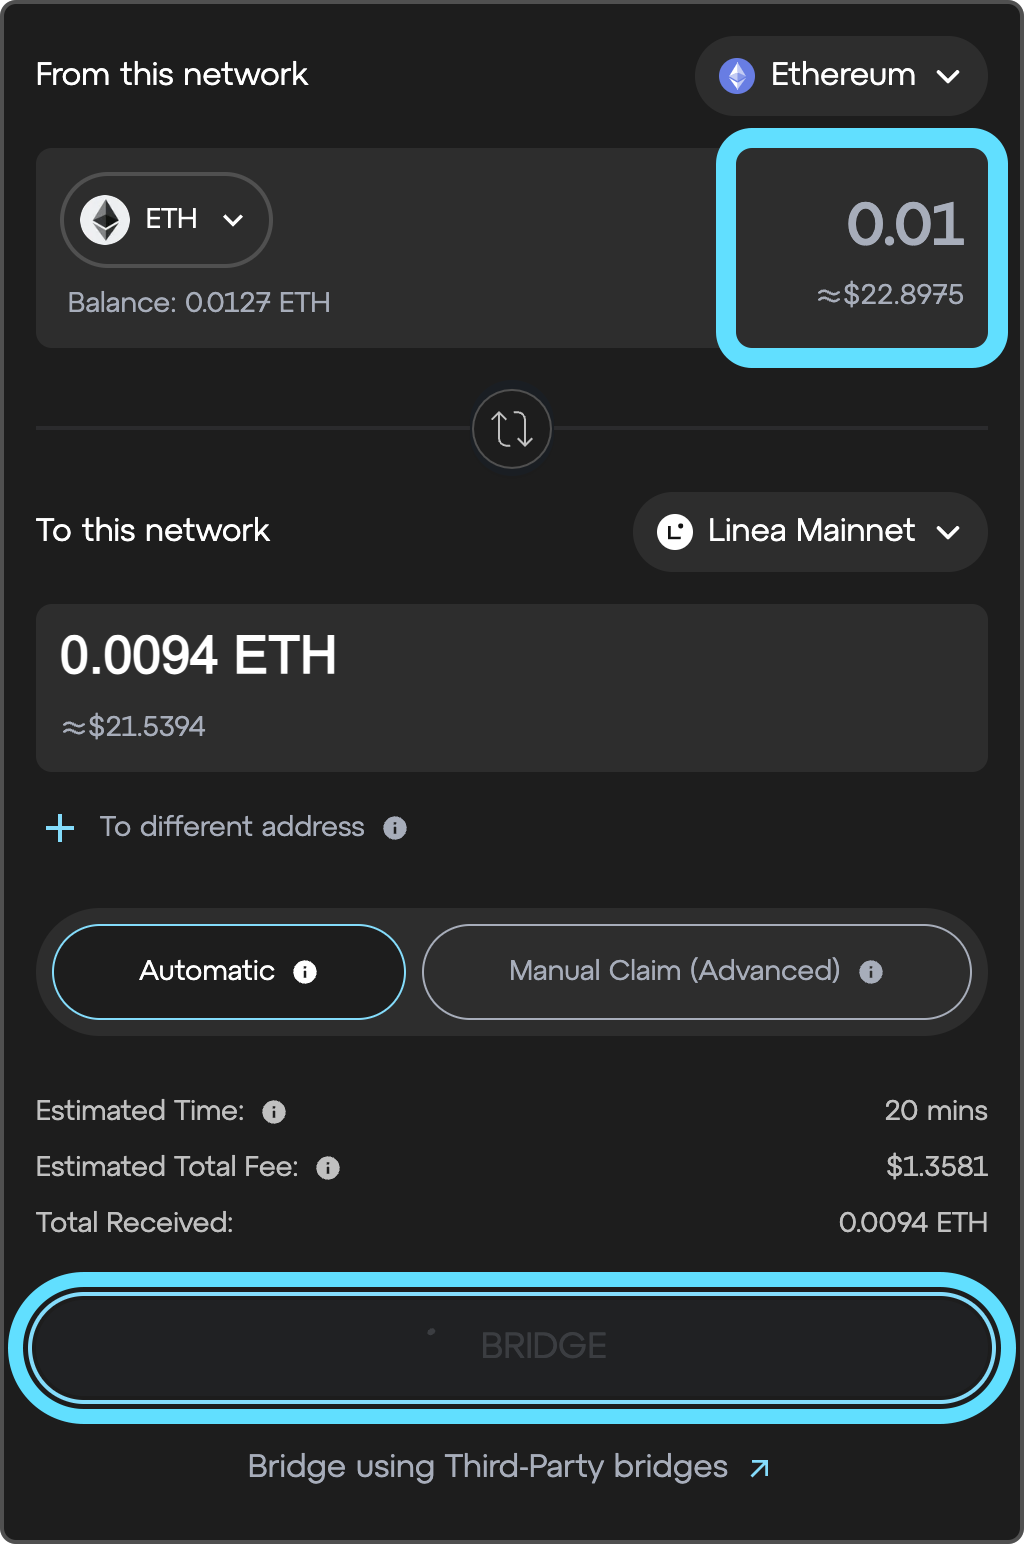 From this network
Ethereum
ETH
0.01
Balance: 0.0127 ETH
≈$22.8975
To this network
Linea Mainnet
0.0094 ETH
≈$21.5394
To different address
Automatic
Manual Claim (Advanced)
Estimated Time:
20 mins
Estimated Total Fee:
$1.3581
Total Received:
0.0094 ETH
BRIDGE
Bridge using Third-Party bridges